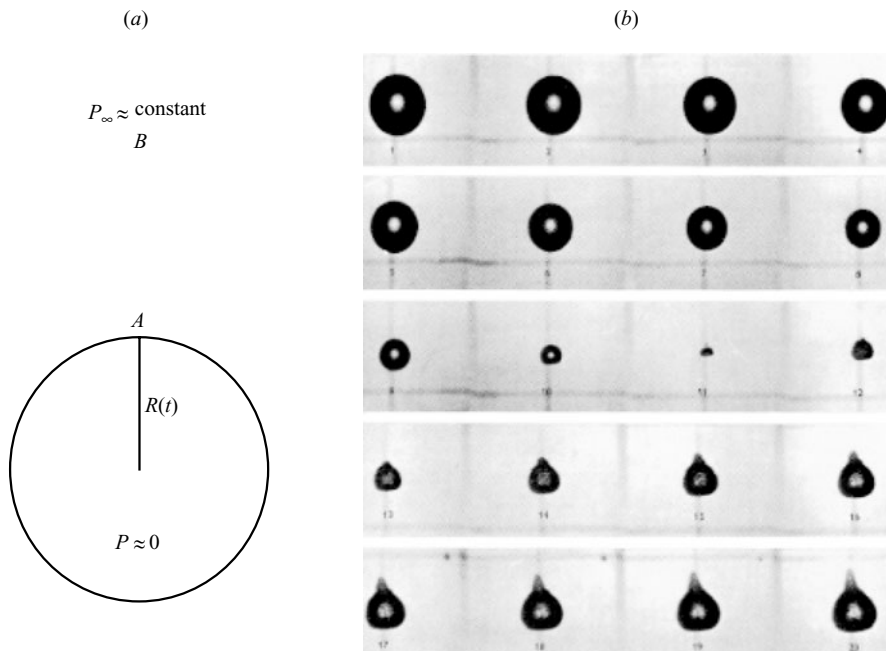 (a)
(b)
P∞ ≈ constant
B
A
R(t)
P ≈ 0
1 2 3 4
5 6 7 8
9 10 11 12
13 14 15 16
17 18 19 20